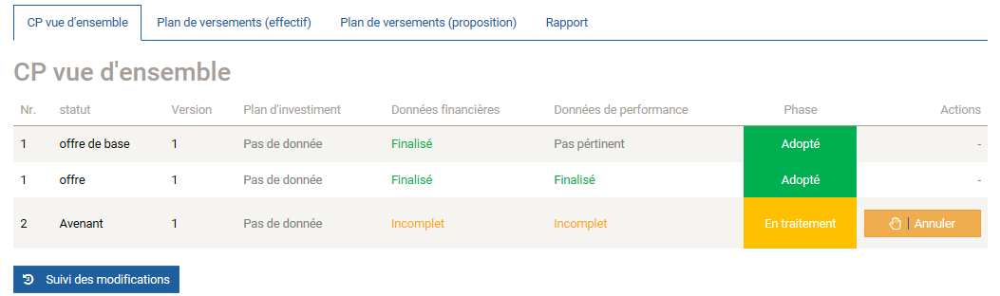 CP vue d'ensemble Plan de versements (effectif) Plan de versements (proposition) Rapport
CP vue d'ensemble
Nr. statut Version Plan d'investiment Données financières Données de performance Phase Actions
1 offre de base 1 Pas de donnée Finalisé Pas pértinent Adopté -
1 offre 1 Pas de donnée Finalisé Finalisé Adopté -
2 Avenant 1 Pas de donnée Incomplet Incomplet En traitement Annuler
Suivi des modifications